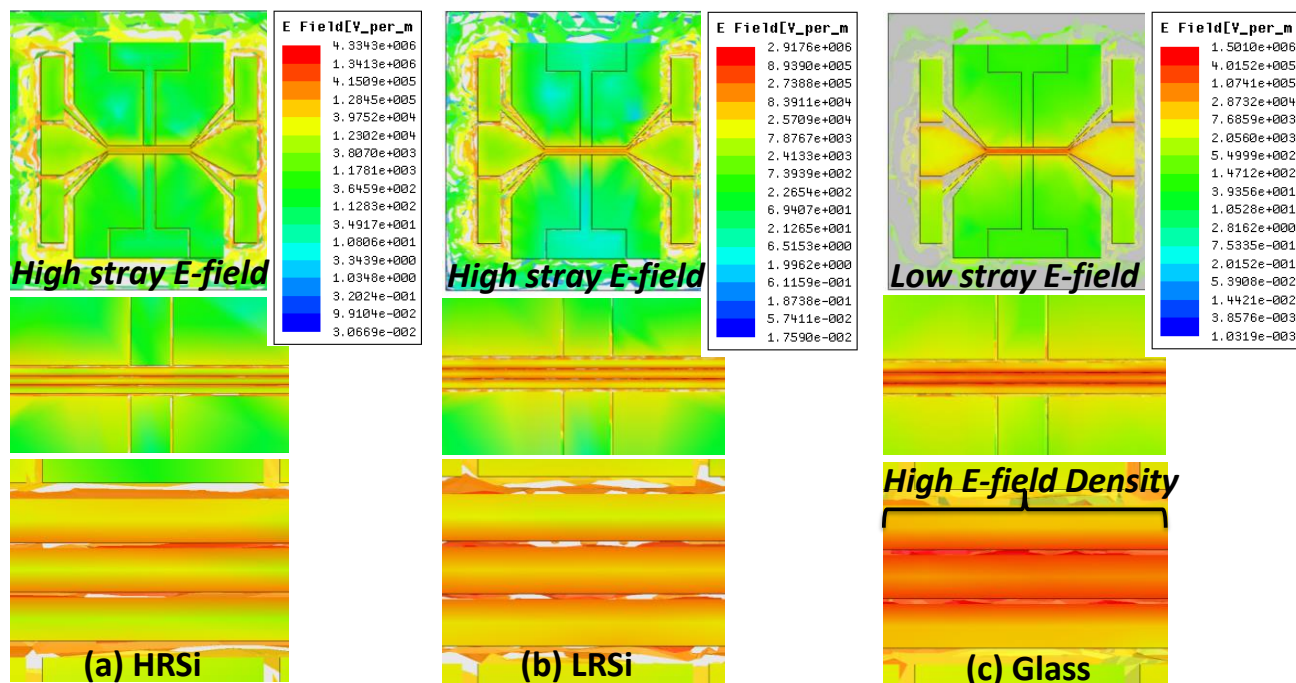 E Field[V_per_m
4.3343e+006
1.3413e+006
4.1509e+005
1.2845e+005
3.9752e+004
1.2302e+004
3.8070e+003
1.1781e+003
3.6459e+002
1.1283e+002
3.4917e+001
1.0806e+001
3.3439e+000
1.0348e+000
3.2024e-001
9.9104e-002
3.0669e-002
High stray E-field
E Field[V_per_m
2.9176e+006
8.9390e+005
2.7388e+005
8.3911e+004
2.5709e+004
7.8767e+003
2.4133e+003
7.3939e+002
2.2654e+002
6.9407e+001
2.1265e+001
6.5153e+000
1.9962e+000
6.1159e-001
1.8738e-001
5.7411e-002
1.7590e-002
High stray E-field
E Field[V_per_m
1.5010e+006
4.0152e+005
1.0741e+005
2.8732e+004
7.6859e+003
2.0560e+003
5.4999e+002
1.4712e+002
3.9356e+001
1.0528e+001
2.8162e+000
7.5335e-001
2.0152e-001
5.3908e-002
1.4421e-002
3.8576e-003
1.0319e-003
Low stray E-field
High E-field Density
(a) HRSi
(b) LRSi
(c) Glass